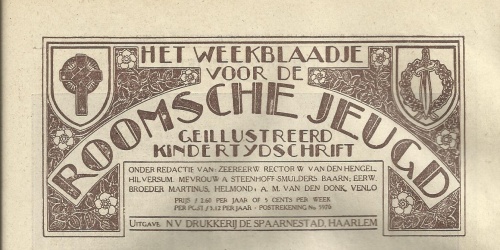 HET WEEKBLAADJE
VOOR DE
ROOMSCHE JEUGD
GEILLUSTREERD
KINDERTYDSCHRIFT
ONDER REDACTIE VAN: ZEEREERW. RECTOR W. VAN DEN HENGEL,
HILVERSUM. MEVROUW A. STEENHOFF-SMULDERS. BAARN; EERW.
BROEDER MARTINUS, HELMOND; A. M. VAN DEN DONK, VENLO
PRIJS f 2.60 PER JAAR OF 5 CENTS PER WEEK
PER POST f 3.12 PER JAAR - POSTREKENING No. 5970
UITGAVE: N V DRUKKERIJ DE SPAARNESTAD, HAARLEM